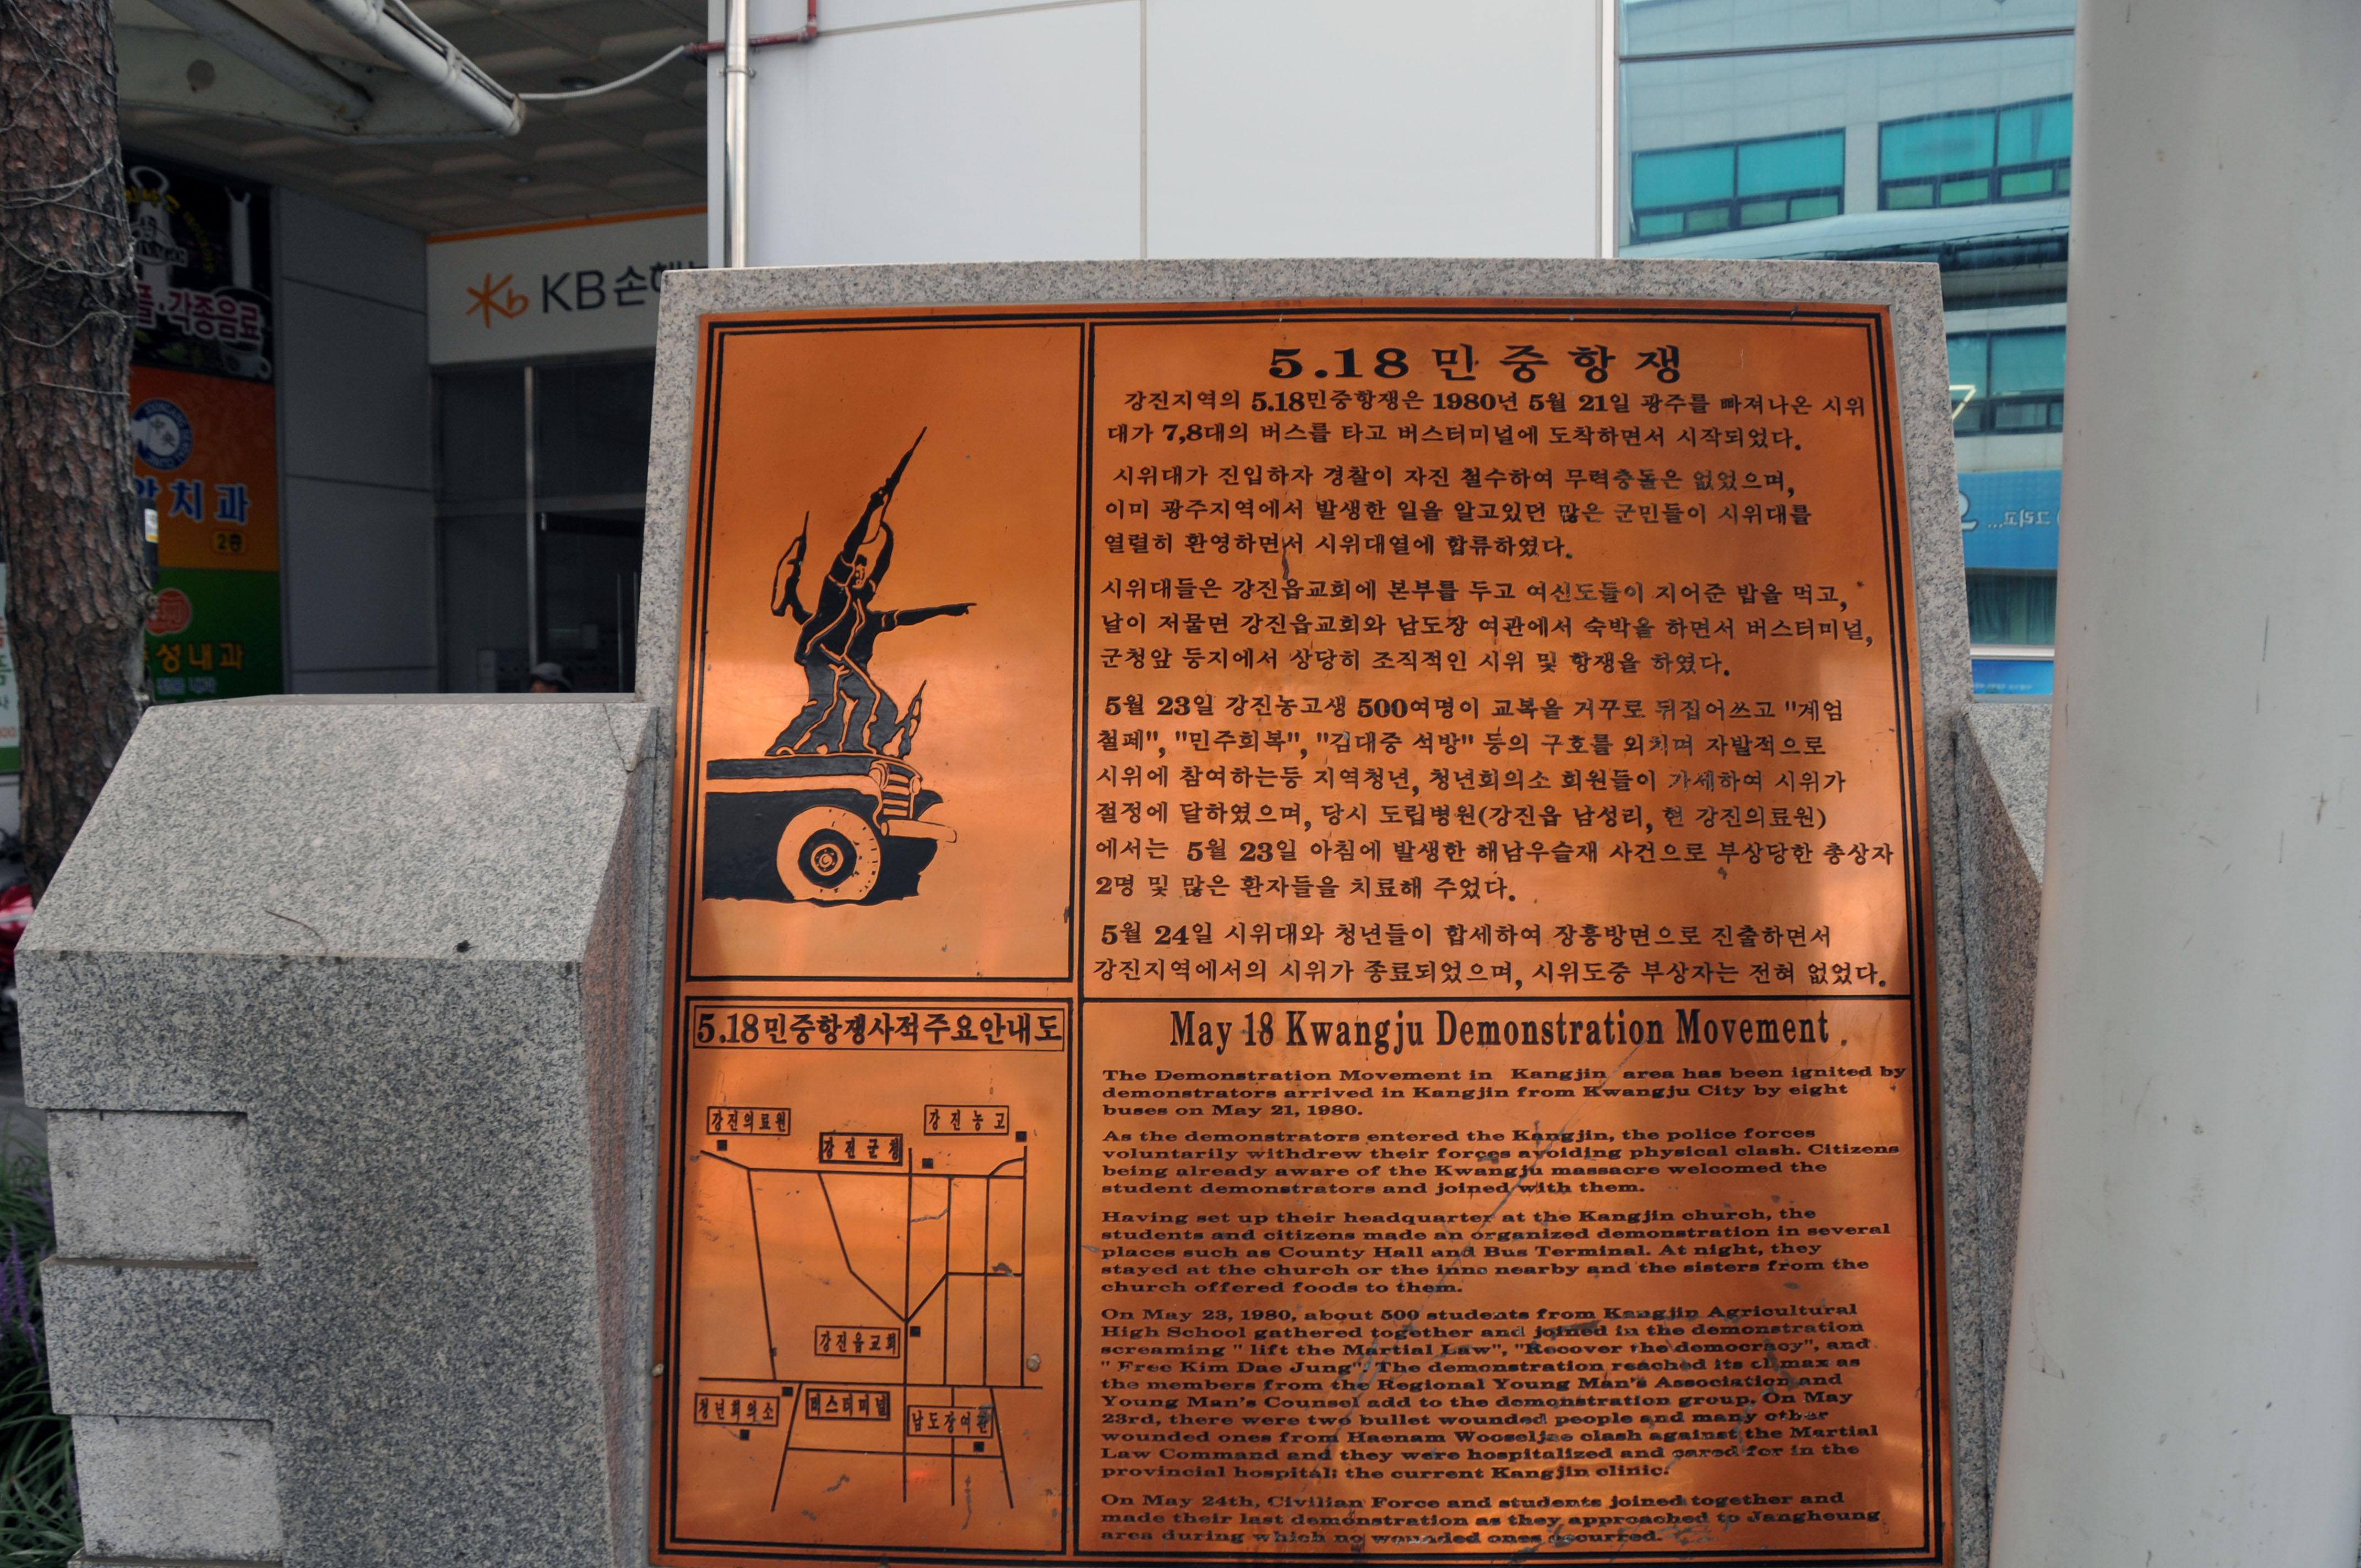 KB손해
각종음료
치과
2층
성내과
5.18 민중항쟁
강진지역의 5.18민중항쟁은 1980년 5월 21일 광주를 빠져나온 시위
대가 7,8대의 버스를 타고 버스터미널에 도착하면서 시작되었다.
시위대가 진입하자 경찰이 자진 철수하여 무력충돌은 없었으며,
이미 광주지역에서 발생한 일을 알고있던 많은 군민들이 시위대를
열렬히 환영하면서 시위대열에 합류하였다.
시위대들은 강진읍교회에 본부를 두고 여신도들이 지어준 밥을 먹고,
날이 저물면 강진읍교회와 남도장 여관에서 숙박을 하면서 버스터미널,
군청앞 등지에서 상당히 조직적인 시위 및 항쟁을 하였다.
5월 23일 강진농고생 500여명이 교복을 거꾸로 뒤집어쓰고 "계엄
철폐", "민주회복", "김대중 석방" 등의 구호를 외치며 자발적으로
시위에 참여하는등 지역청년, 청년회의소 회원들이 가세하여 시위가
절정에 달하였으며, 당시 도립병원(강진읍 남성리, 현 강진의료원)
에서는 5월 23일 아침에 발생한 해남우슬재 사건으로 부상당한 총상자
2명 및 많은 환자들을 치료해 주었다.
5월 24일 시위대와 청년들이 합세하여 장흥방면으로 진출하면서
강진지역에서의 시위가 종료되었으며, 시위도중 부상자는 전혀 없었다.
5.18민중항쟁사적주요안내도
강진의료원
강진군청
강진농고
강진읍교회
청년회의소
버스터미널
남도장여관
May 18 Kwangju Demonstration Movement
The Demonstration Movement in Kangjin area has been ignited by
demonstrators arrived in Kangjin from Kwangju City by eight
buses on May 21, 1980.
As the demonstrators entered the Kangjin, the police forces
voluntarily withdrew their forces avoiding physical clash. Citizens
being already aware of the Kwangju massacre welcomed the
student demonstrators and joined with them.
Having set up their headquarter at the Kangjin church, the
students and citizens made an organized demonstration in several
places such as County Hall and Bus Terminal. At night, they
stayed at the church or the inns nearby and the sisters from the
church offered foods to them.
On May 23, 1980, about 500 students from Kangjin Agricultural
High School gathered together and joined in the demonstration
screaming " lift the Martial Law", "Recover the democracy", and
" Free Kim Dae Jung". The demonstration reached its climax as
the members from the Regional Young Man's Association and
Young Man's Counsel add to the demonstration group. On May
23rd, there were two bullet wounded people and many other
wounded ones from Haenam Wooseljae clash against the Martial
Law Command and they were hospitalized and cared for in the
provincial hospital: the current Kangjin clinic.
On May 24th, Civilian Force and students joined together and
made their last demonstration as they approached to Jangheung
area during which no wounded ones occurred.